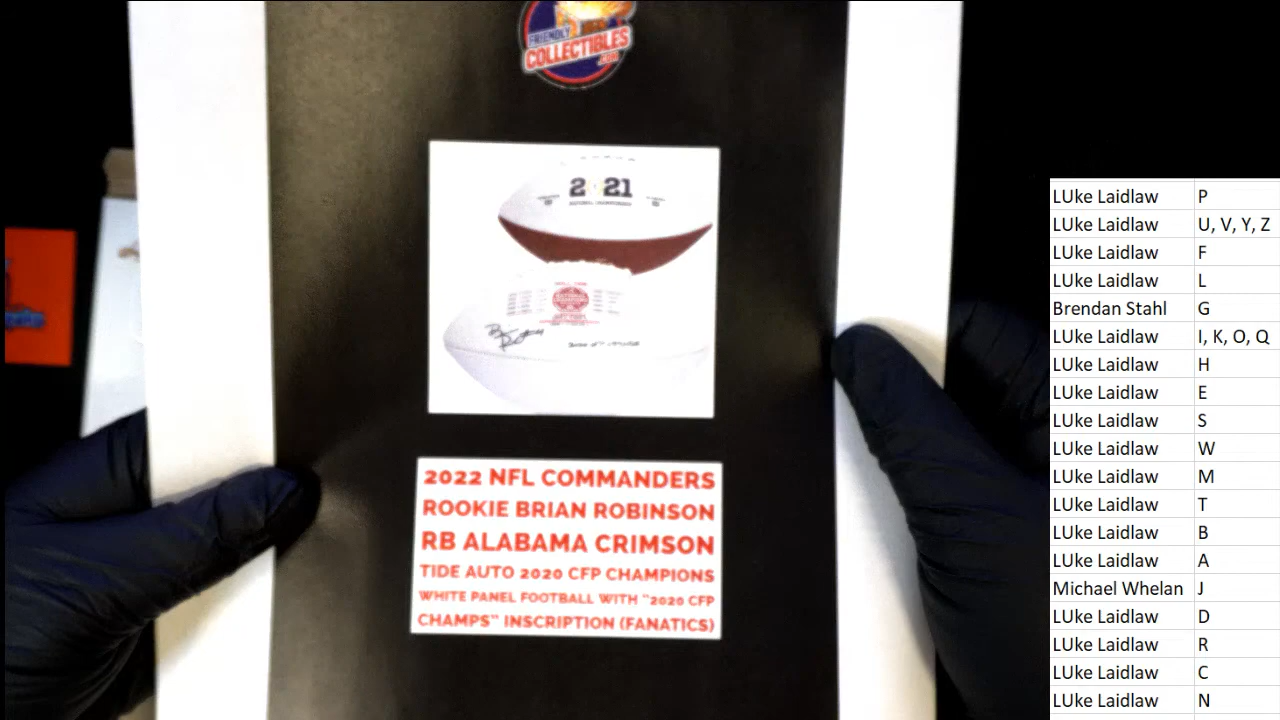 FRIENDLY
COLLECTIBLES
.COM
2021
2022 NFL COMMANDERS
ROOKIE BRIAN ROBINSON
RB ALABAMA CRIMSON
TIDE AUTO 2020 CFP CHAMPIONS
WHITE PANEL FOOTBALL WITH "2020 CFP
CHAMPS" INSCRIPTION (FANATICS)
LUke Laidlaw P
LUke Laidlaw U, V, Y, Z
LUke Laidlaw F
LUke Laidlaw L
Brendan Stahl G
LUke Laidlaw I, K, O, Q
LUke Laidlaw H
LUke Laidlaw E
LUke Laidlaw S
LUke Laidlaw W
LUke Laidlaw M
LUke Laidlaw T
LUke Laidlaw B
LUke Laidlaw A
Michael Whelan J
LUke Laidlaw D
LUke Laidlaw R
LUke Laidlaw C
LUke Laidlaw N